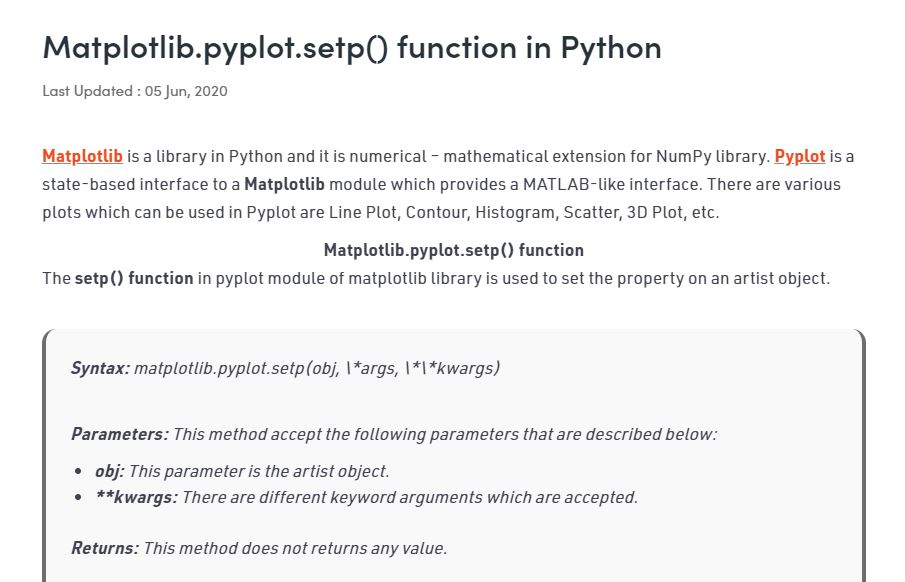 Matplotlib.pyplot.setp() function in Python
Last Updated : 05 Jun, 2020
Matplotlib is a library in Python and it is numerical – mathematical extension for NumPy library. Pyplot is a
state-based interface to a Matplotlib module which provides a MATLAB-like interface. There are various
plots which can be used in Pyplot are Line Plot, Contour, Histogram, Scatter, 3D Plot, etc.
Matplotlib.pyplot.setp() function
The setp() function in pyplot module of matplotlib library is used to set the property on an artist object.
Syntax: matplotlib.pyplot.setp(obj, \*args, \*\*kwargs)
Parameters: This method accept the following parameters that are described below:
• obj: This parameter is the artist object.
• **kwargs: There are different keyword arguments which are accepted.
Returns: This method does not returns any value.